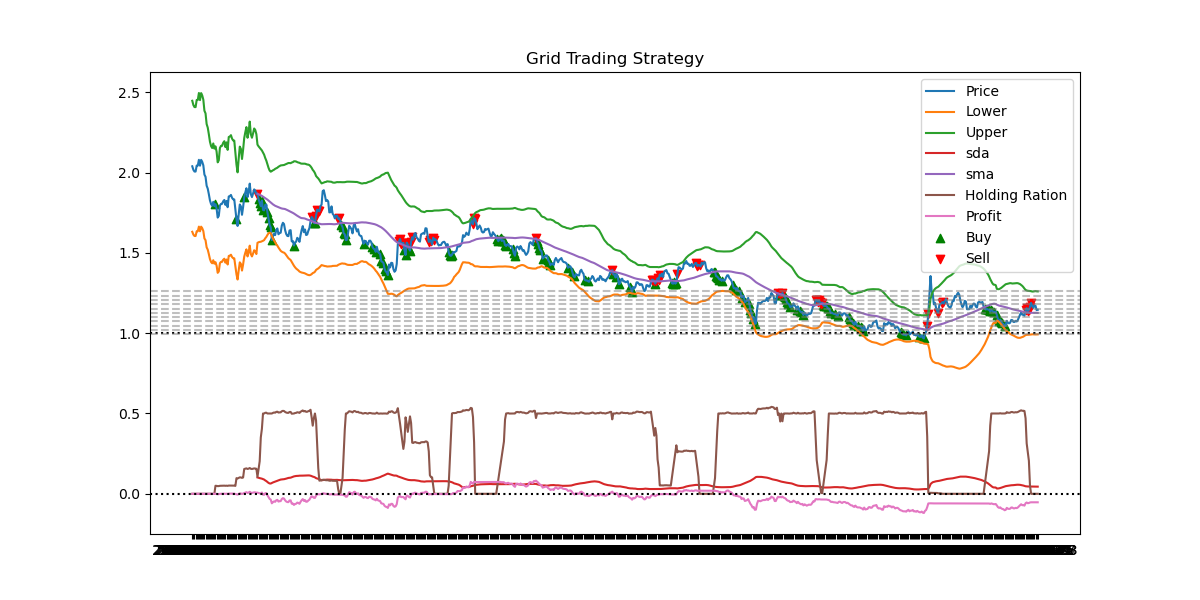 Grid Trading Strategy
2.5
2.0
1.5
1.0
0.5
0.0
Price
Lower
Upper
sda
sma
Holding Ration
Profit
Buy
Sell